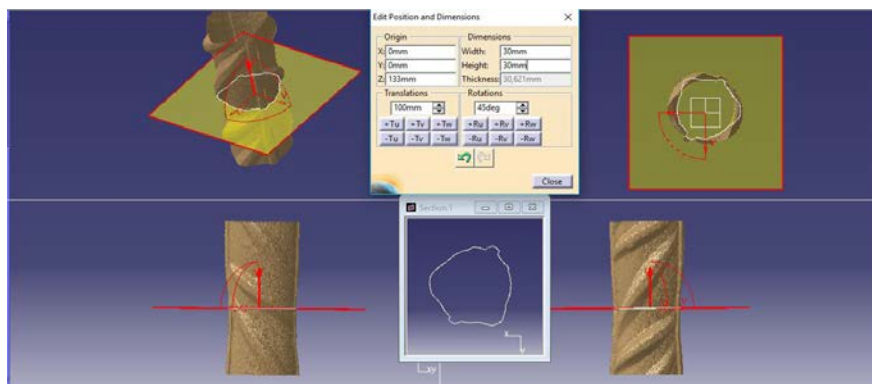 Edit Position and Dimensions
Origin
Dimensions
X: 0mm
Width: 30mm
Y: 0mm
Height: 30mm
Z: 133mm
Thickness: 30,621mm
Translations
Rotations
100mm
45deg
+Tu +Tv +Tw
+Ru +Rv +Rw
-Tu -Tv -Tw
-Ru -Rv -Rw
Close
Section.1
x
y
xy